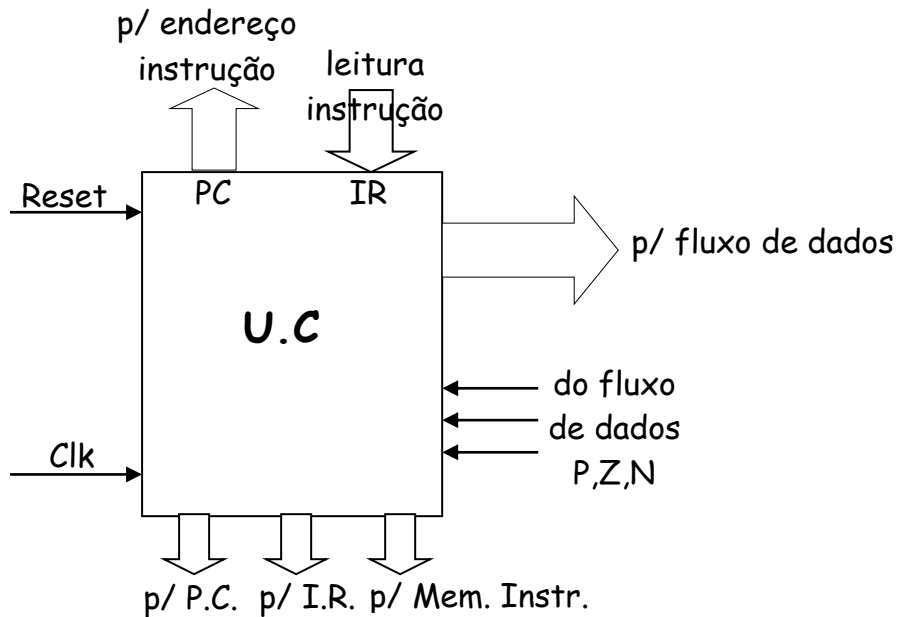 p/ endereço
instrução
leitura
instrução
PC
IR
Reset
p/ fluxo de dados
U.C
do fluxo
de dados
P,Z,N
Clk
p/ P.C.
p/ I.R.
p/ Mem. Instr.